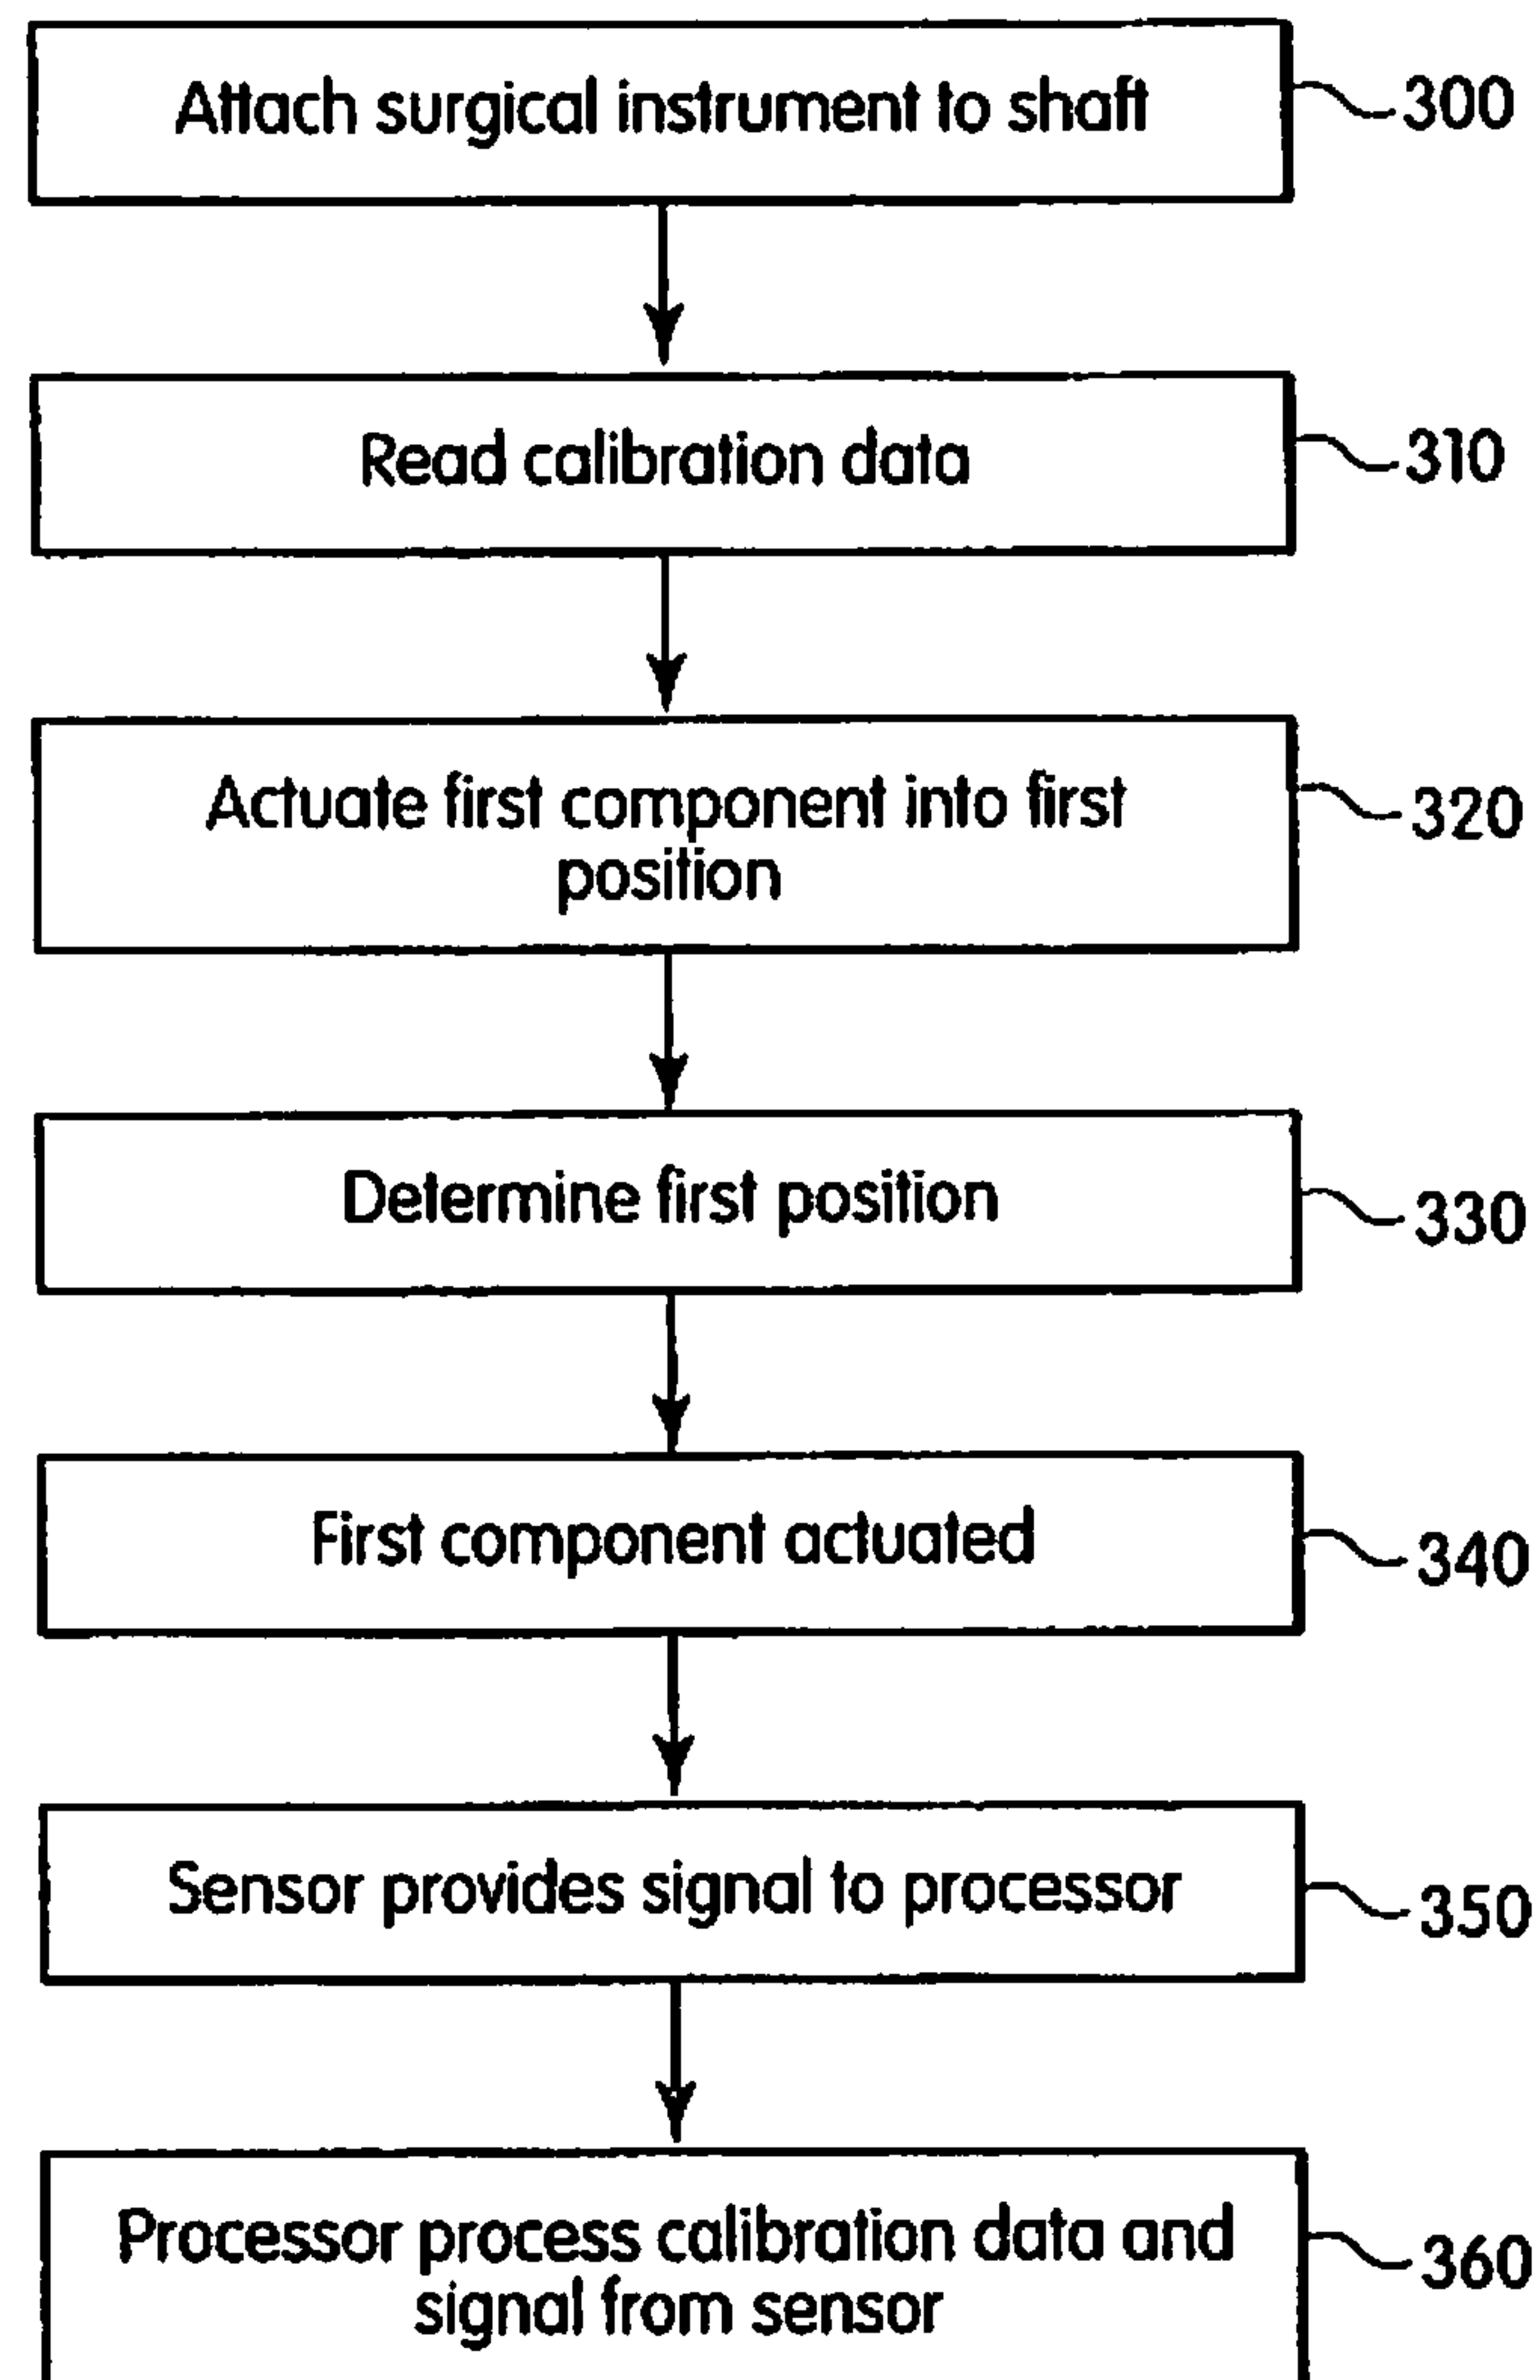 Attach surgical instrument to shaft
300
Read calibration data
310
Actuate first component into first
position
320
Determine first position
330
First component actuated
340
Sensor provides signal to processor
350
Processor process calibration data and
signal from sensor
360